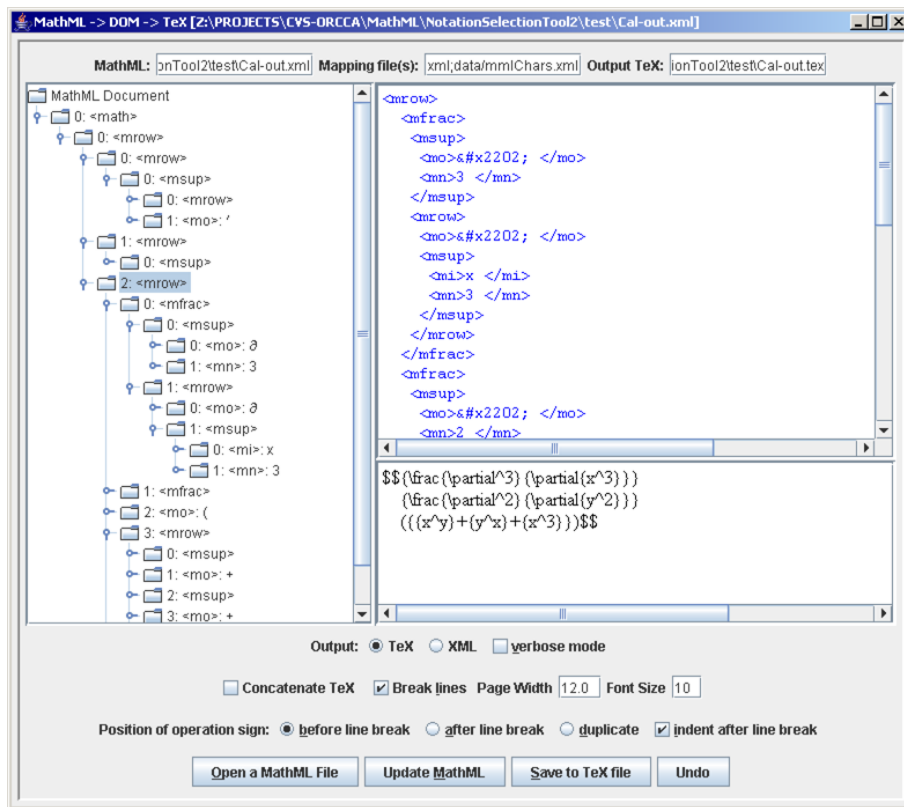 MathML -> DOM -> TeX [Z:\PROJECTS\CVS-ORCCA\MathML\NotationSelectionTool2\test\Cal-out.xml]
MathML: onTool2\test\Cal-out.xml Mapping file(s): xml;data/mmlChars.xml Output TeX: ionTool2\test\Cal-out.tex
MathML Document
0: <math>
0: <mrow>
0: <mrow>
0: <msup>
0: <mrow>
1: <mo>: ′
1: <mrow>
0: <msup>
2: <mrow>
0: <mfrac>
0: <msup>
0: <mo>: ∂
1: <mn>: 3
1: <mrow>
0: <mo>: ∂
1: <msup>
0: <mi>: x
1: <mn>: 3
1: <mfrac>
2: <mo>: (
3: <mrow>
0: <msup>
1: <mo>: +
2: <msup>
3: <mo>: +
<mrow>
<mfrac>
<msup>
<mo>&#x2202; </mo>
<mn>3 </mn>
</msup>
<mrow>
<mo>&#x2202; </mo>
<msup>
<mi>x </mi>
<mn>3 </mn>
</msup>
</mrow>
</mfrac>
<mfrac>
<msup>
<mo>&#x2202; </mo>
<mn>2 </mn>
$${\frac{\partial^3} {\partial{x^3}}}
{\frac{\partial^2} {\partial{y^2}}}
({{x^y}+{y^x}+{x^3}})$$
Output: TeX XML verbose mode
Concatenate TeX Break lines Page Width 12.0 Font Size 10
Position of operation sign: before line break after line break duplicate indent after line break
Open a MathML File Update MathML Save to TeX file Undo